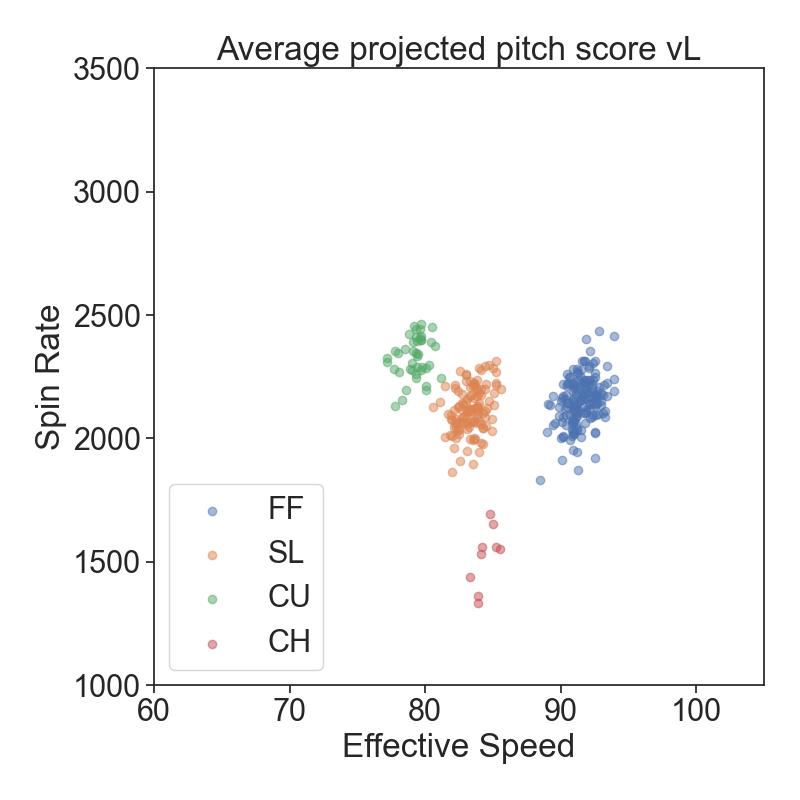 Average projected pitch score vL
3500
3000
2500
2000
1500
1000
Spin Rate
FF
SL
CU
CH
60 70 80 90 100
Effective Speed